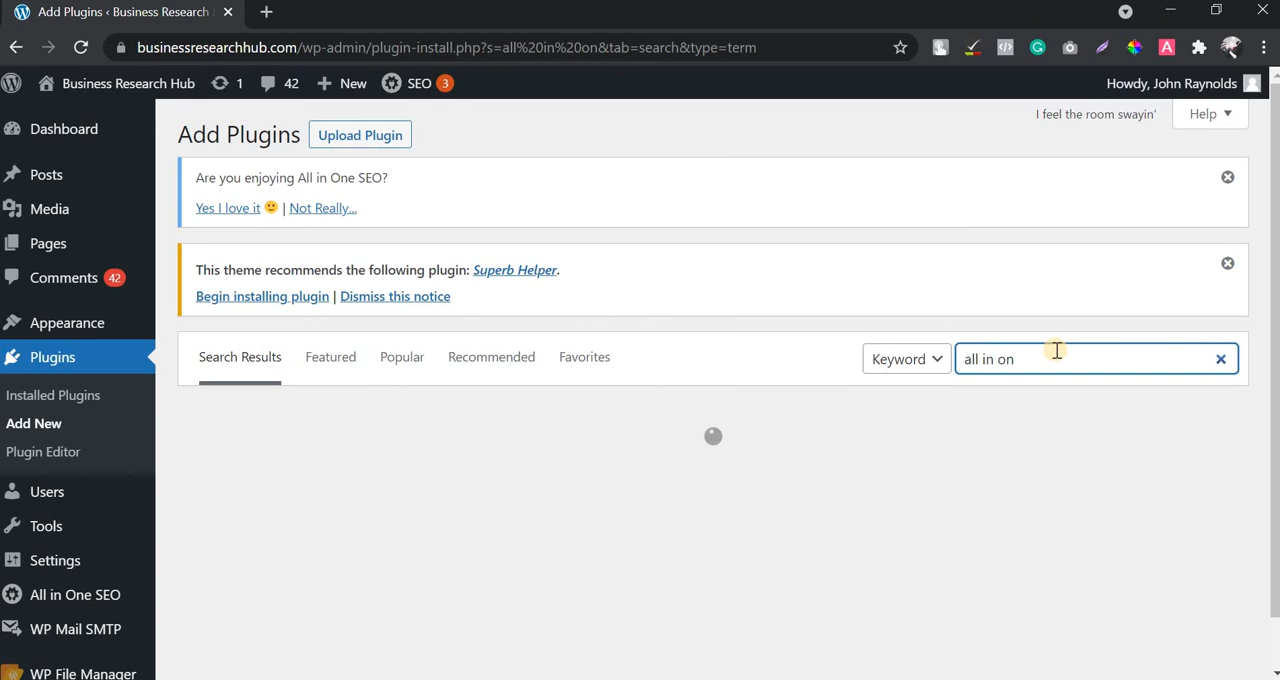 Add Plugins ‹ Business Research
businessresearchhub.com/wp-admin/plugin-install.php?s=all%20in%20on&tab=search&type=term
Business Research Hub 1 42 New SEO 3 Howdy, John Raynolds
I feel the room swayin' Help
Add Plugins Upload Plugin
Are you enjoying All in One SEO?
Yes I love it 🙂 | Not Really...
This theme recommends the following plugin: Superb Helper.
Begin installing plugin | Dismiss this notice
Search Results Featured Popular Recommended Favorites Keyword all in on
Dashboard
Posts
Media
Pages
Comments 42
Appearance
Plugins
Installed Plugins
Add New
Plugin Editor
Users
Tools
Settings
All in One SEO
WP Mail SMTP
WP File Manager